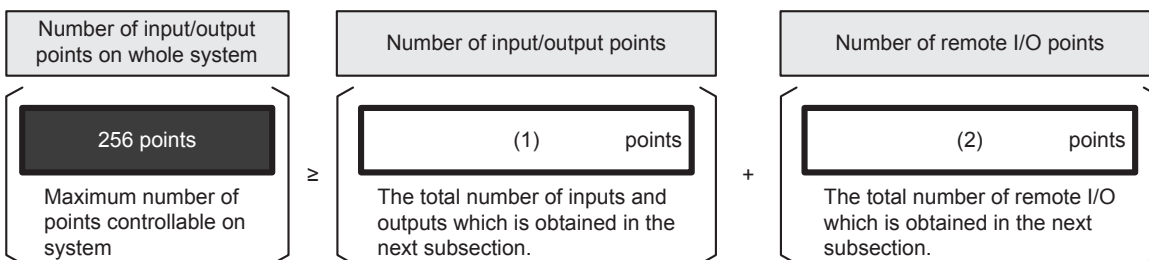 Number of input/output
points on whole system
Number of input/output points
Number of remote I/O points
256 points
(1) points
(2) points
≥
+
Maximum number of
points controllable on
system
The total number of inputs and
outputs which is obtained in the
next subsection.
The total number of remote I/O
which is obtained in the next
subsection.